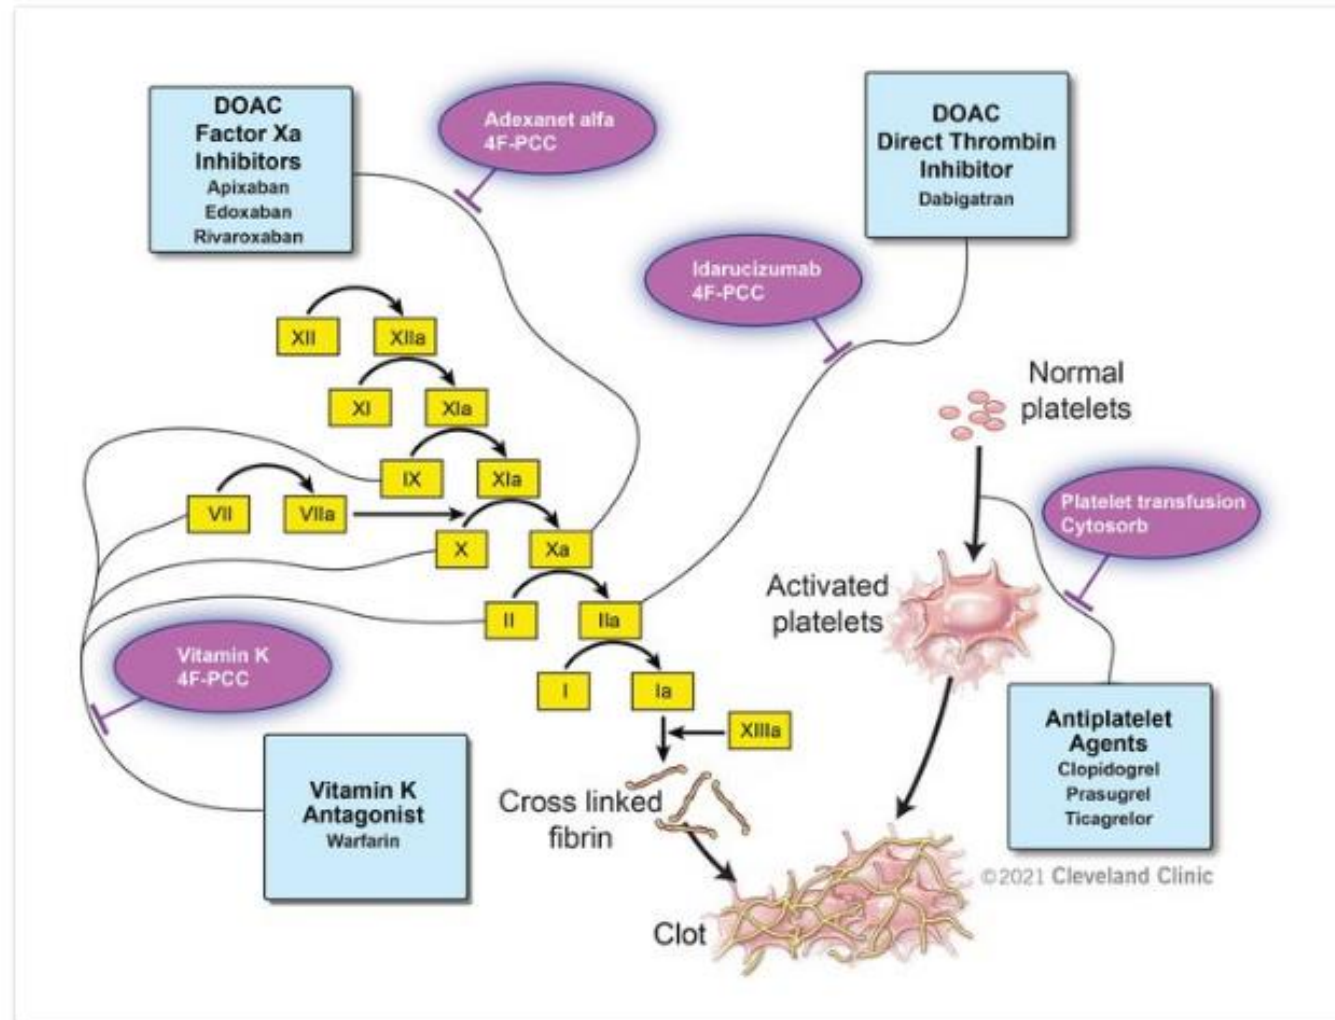 DOAC
Factor Xa
Inhibitors
Apixaban
Edoxaban
Rivaroxaban
Adexanet alfa
4F-PCC
DOAC
Direct Thrombin
Inhibitor
Dabigatran
Idarucizumab
4F-PCC
XII
XIIa
XI
XIa
IX
XIa
VII
VIIa
X
Xa
II
IIa
I
Ia
XIIIa
Normal
platelets
Platelet transfusion
Cytosorb
Activated
platelets
Vitamin K
4F-PCC
Vitamin K
Antagonist
Warfarin
Cross linked
fibrin
Antiplatelet
Agents
Clopidogrel
Prasugrel
Ticagrelor
©2021 Cleveland Clinic
Clot